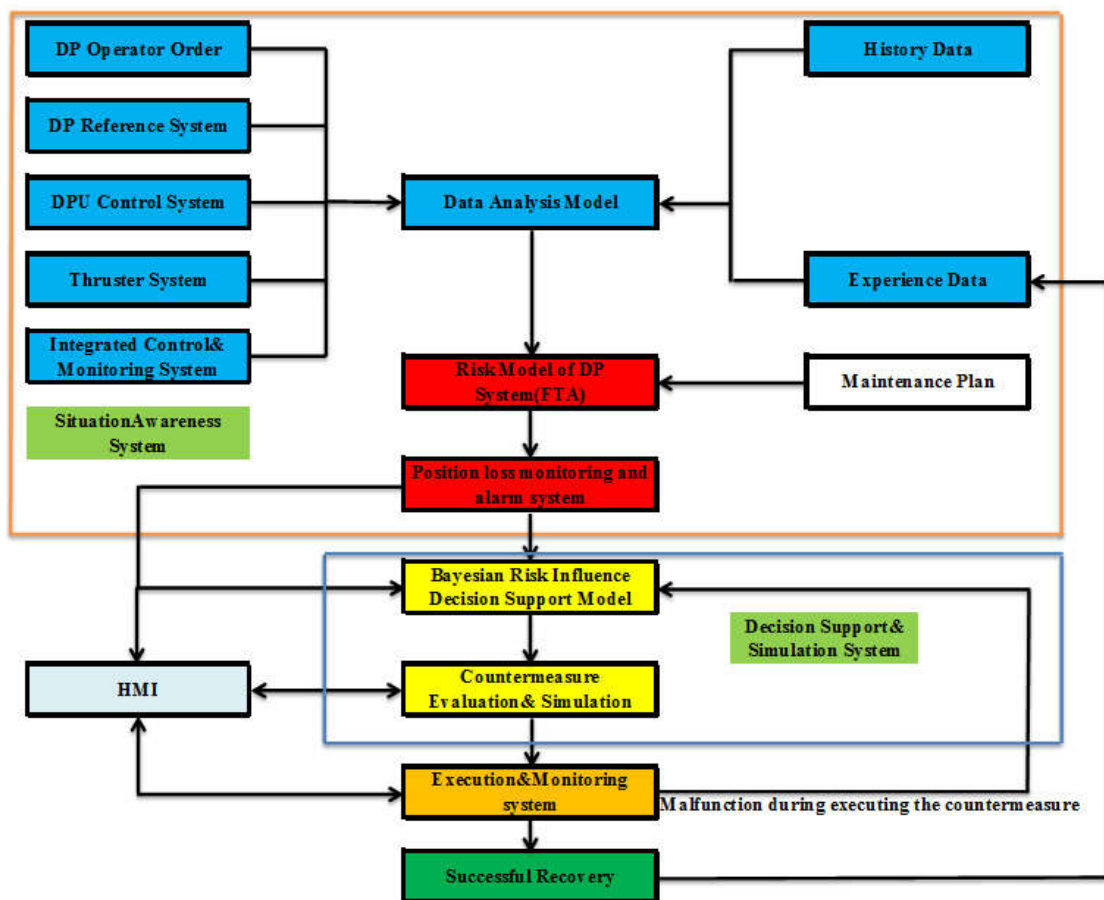 DP Operator Order
History Data
DP Reference System
DPU Control System
Data Analysis Model
Thruster System
Experience Data
Integrated Control&
Monitoring System
Risk Model of DP
System(FTA)
Maintenance Plan
SituationAwareness
System
Position loss monitoring and
alarm system
Bayesian Risk Influence
Decision Support Model
Decision Support&
Simulation System
HMI
Countermeasure
Evaluation& Simulation
Execution&Monitoring
system
Malfunction during executing the countermeasure
Successful Recovery